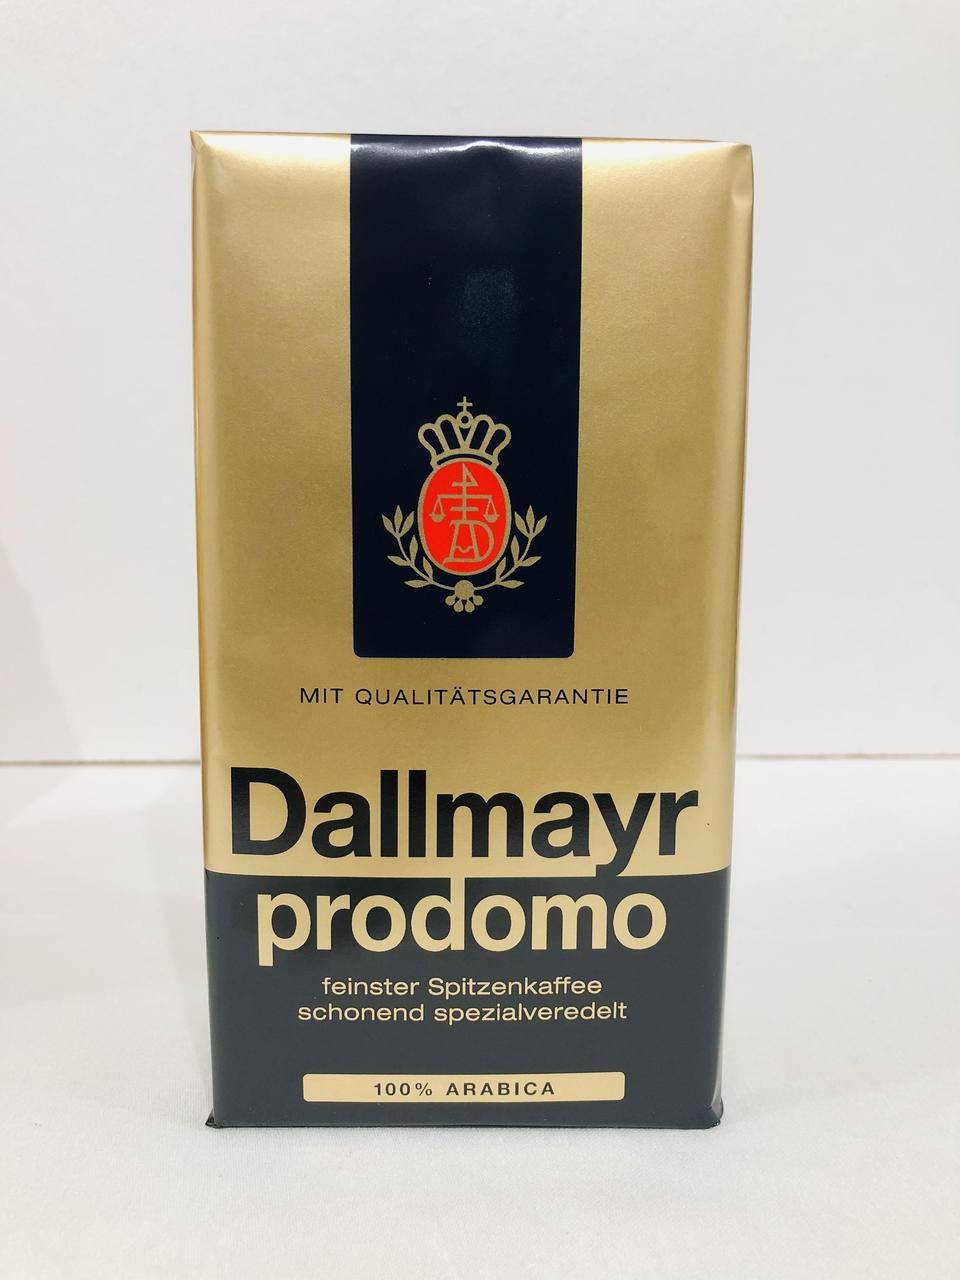 MIT QUALITÄTSGARANTIE
Dallmayr
prodomo
feinster Spitzenkaffee
schonend spezialveredelt
100% ARABICA